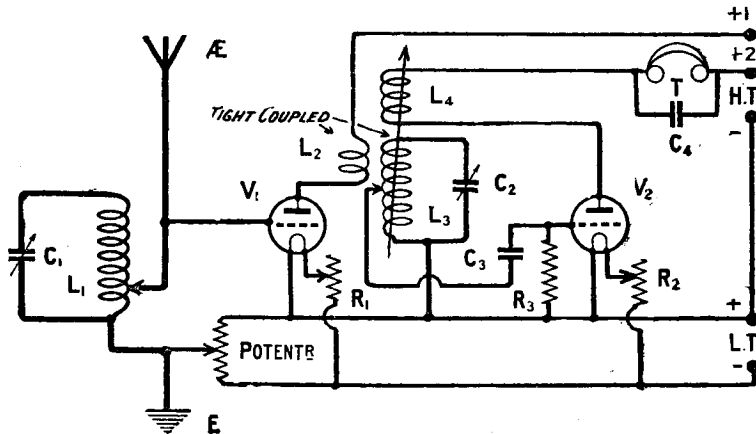 Æ
+1
+2
H.T
-
T
C4
L4
TIGHT COUPLED
L2
V1
C2
V2
L3
C1
L1
C3
R1
R3
R2
+
L.T
-
POTENTR
E